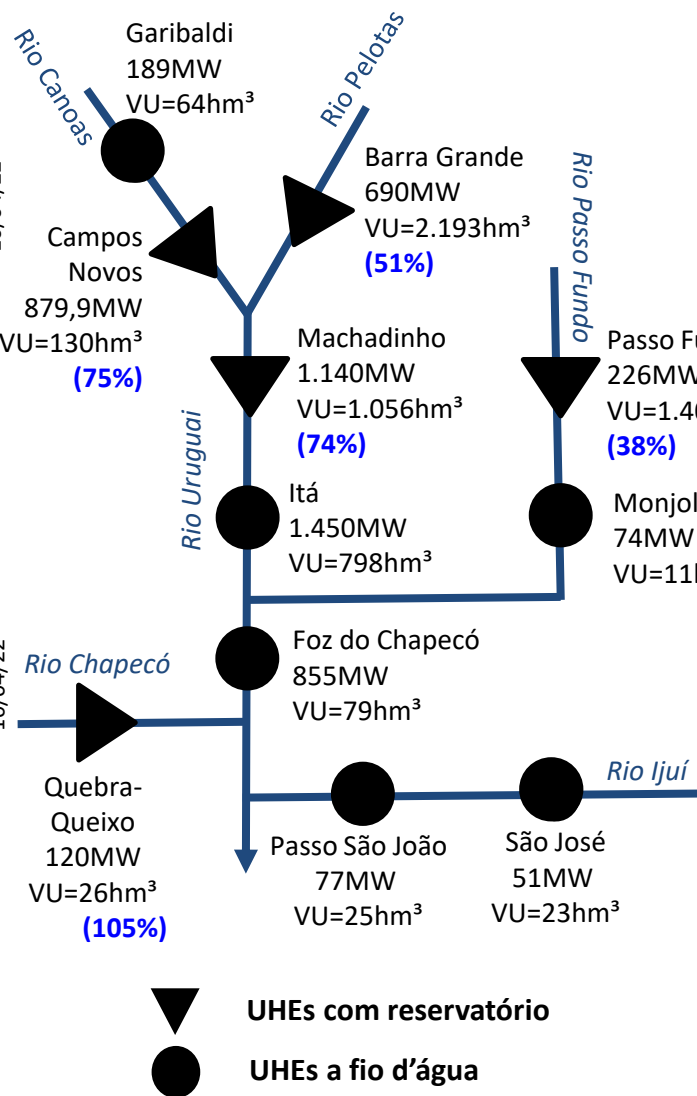 Rio Canoas
Garibaldi
189MW
VU=64hm³
Rio Pelotas
Barra Grande
690MW
VU=2.193hm³
(51%)
Campos
Novos
879,9MW
VU=130hm³
(75%)
Rio Passo Fundo
Machadinho
1.140MW
VU=1.056hm³
(74%)
Passo
226MW
(38%)
Rio Uruguai
Itá
1.450MW
VU=798hm³
74MW
Foz do Chapecó
855MW
VU=79hm³
Rio Chapecó
Quebra-
Queixo
120MW
VU=26hm³
(105%)
Rio Ijuí
Passo São João
77MW
VU=25hm³
São José
51MW
VU=23hm³
UHEs com reservatório
UHEs a fio d’água